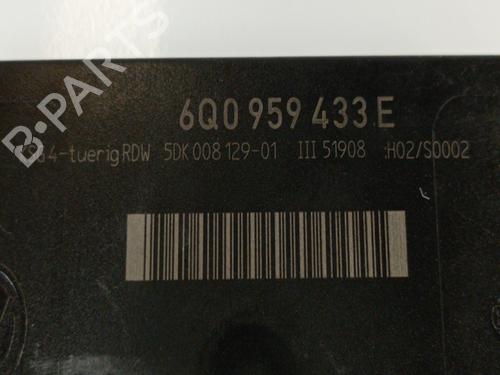 6Q0 959 433 E
4-tuerig RDW 5DK 008 129-01 III 51908 H02/S0002
B-PARTS